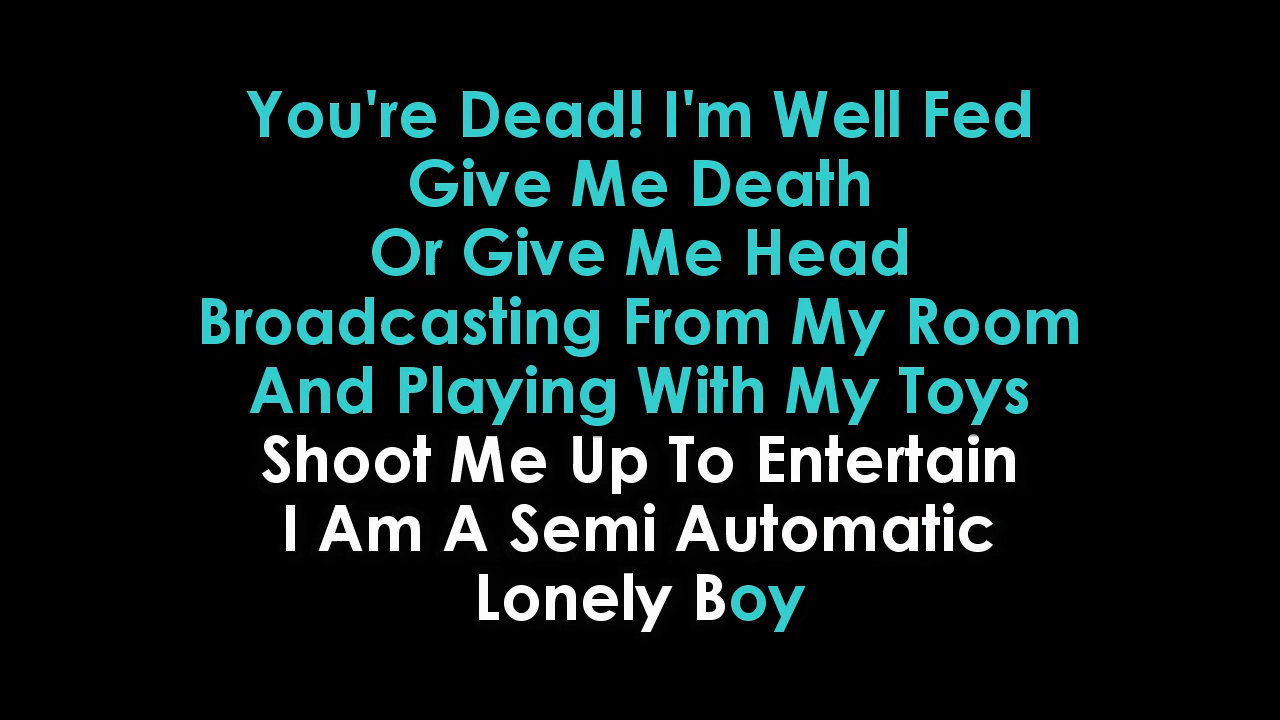 You're Dead! I'm Well Fed
Give Me Death
Or Give Me Head
Broadcasting From My Room
And Playing With My Toys
Shoot Me Up To Entertain
I Am A Semi Automatic
Lonely Boy